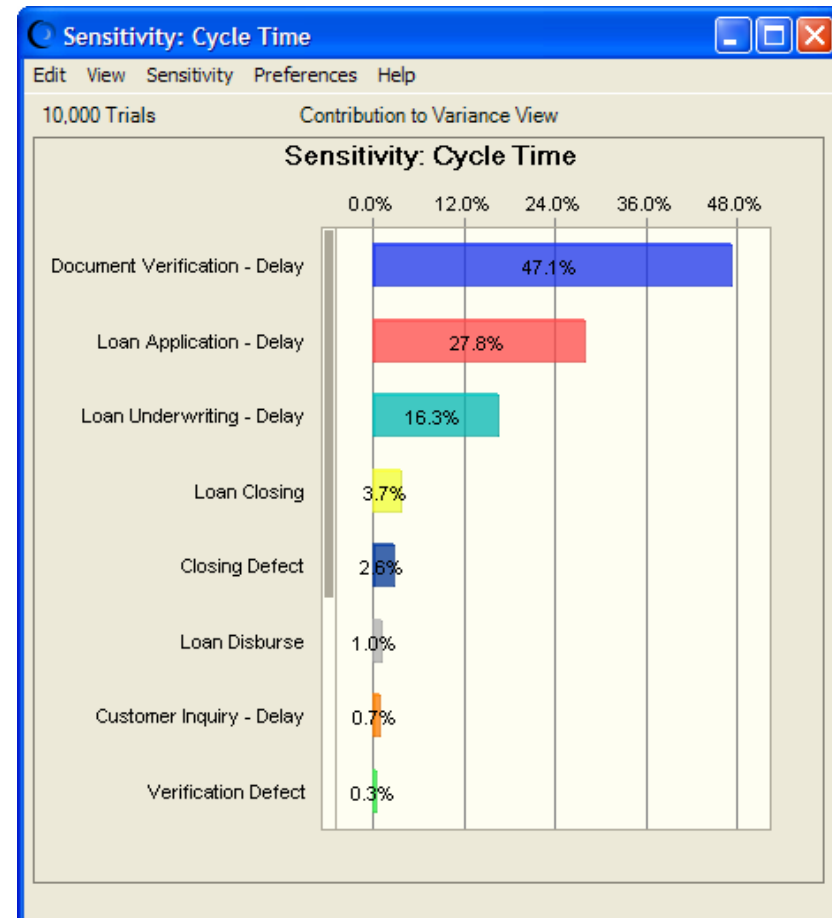 Sensitivity: Cycle Time
Edit View Sensitivity Preferences Help
10,000 Trials Contribution to Variance View
Sensitivity: Cycle Time
0.0% 12.0% 24.0% 36.0% 48.0%
Document Verification - Delay 47.1%
Loan Application - Delay 27.8%
Loan Underwriting - Delay 16.3%
Loan Closing 3.7%
Closing Defect 2.6%
Loan Disburse 1.0%
Customer Inquiry - Delay 0.7%
Verification Defect 0.3%